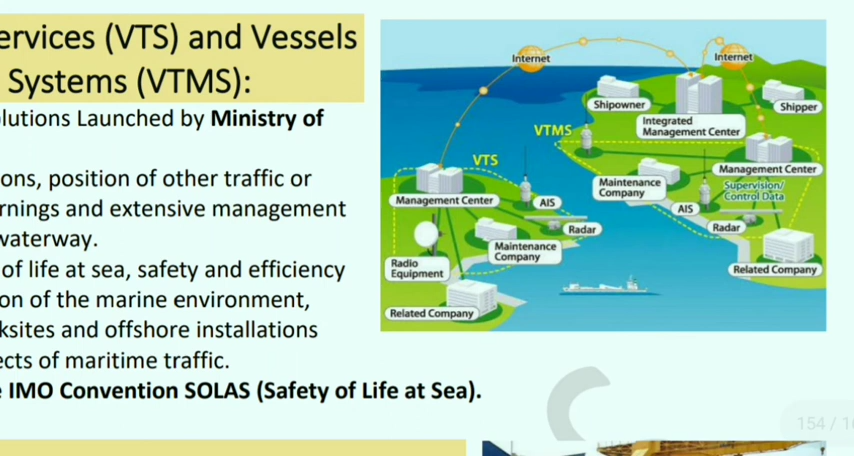 ervices (VTS) and Vessels
Systems (VTMS):
lutions Launched by Ministry of
ons, position of other traffic or
rnings and extensive management
waterway.
of life at sea, safety and efficiency
on of the marine environment,
ksites and offshore installations
ects of maritime traffic.
e IMO Convention SOLAS (Safety of Life at Sea).
Internet
Internet
Shipowner
Shipper
Integrated
Management Center
VTMS
VTS
Management Center
Maintenance
Company
Supervision/
Control Data
Management Center
AIS
AIS
Radar
Radar
Maintenance
Company
Radio
Equipment
Related Company
Related Company
154 / 1